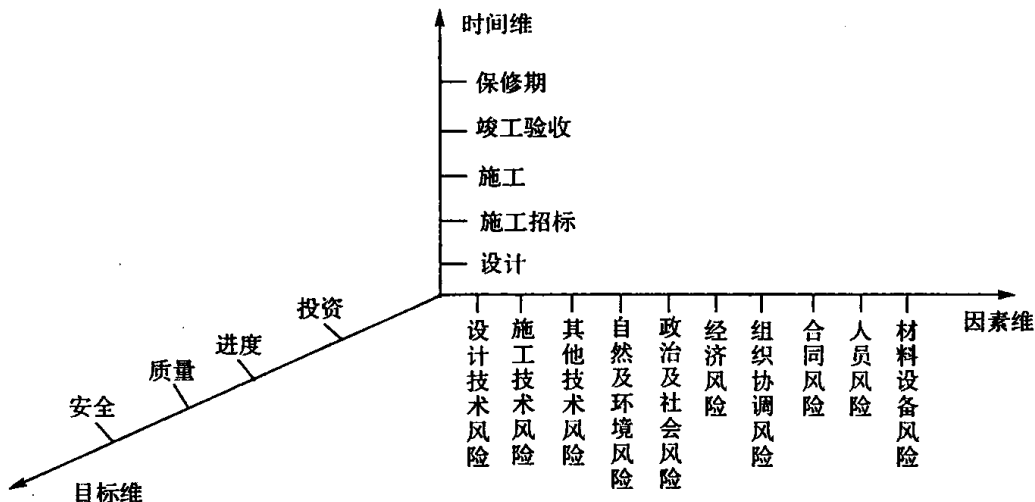 时间维
保修期
竣工验收
施工
施工招标
设计
投资
进度
质量
安全
目标维
因素维
设计技术风险
施工技术风险
其他技术风险
自然及环境风险
政治及社会风险
经济风险
组织协调风险
合同风险
人员风险
材料设备风险